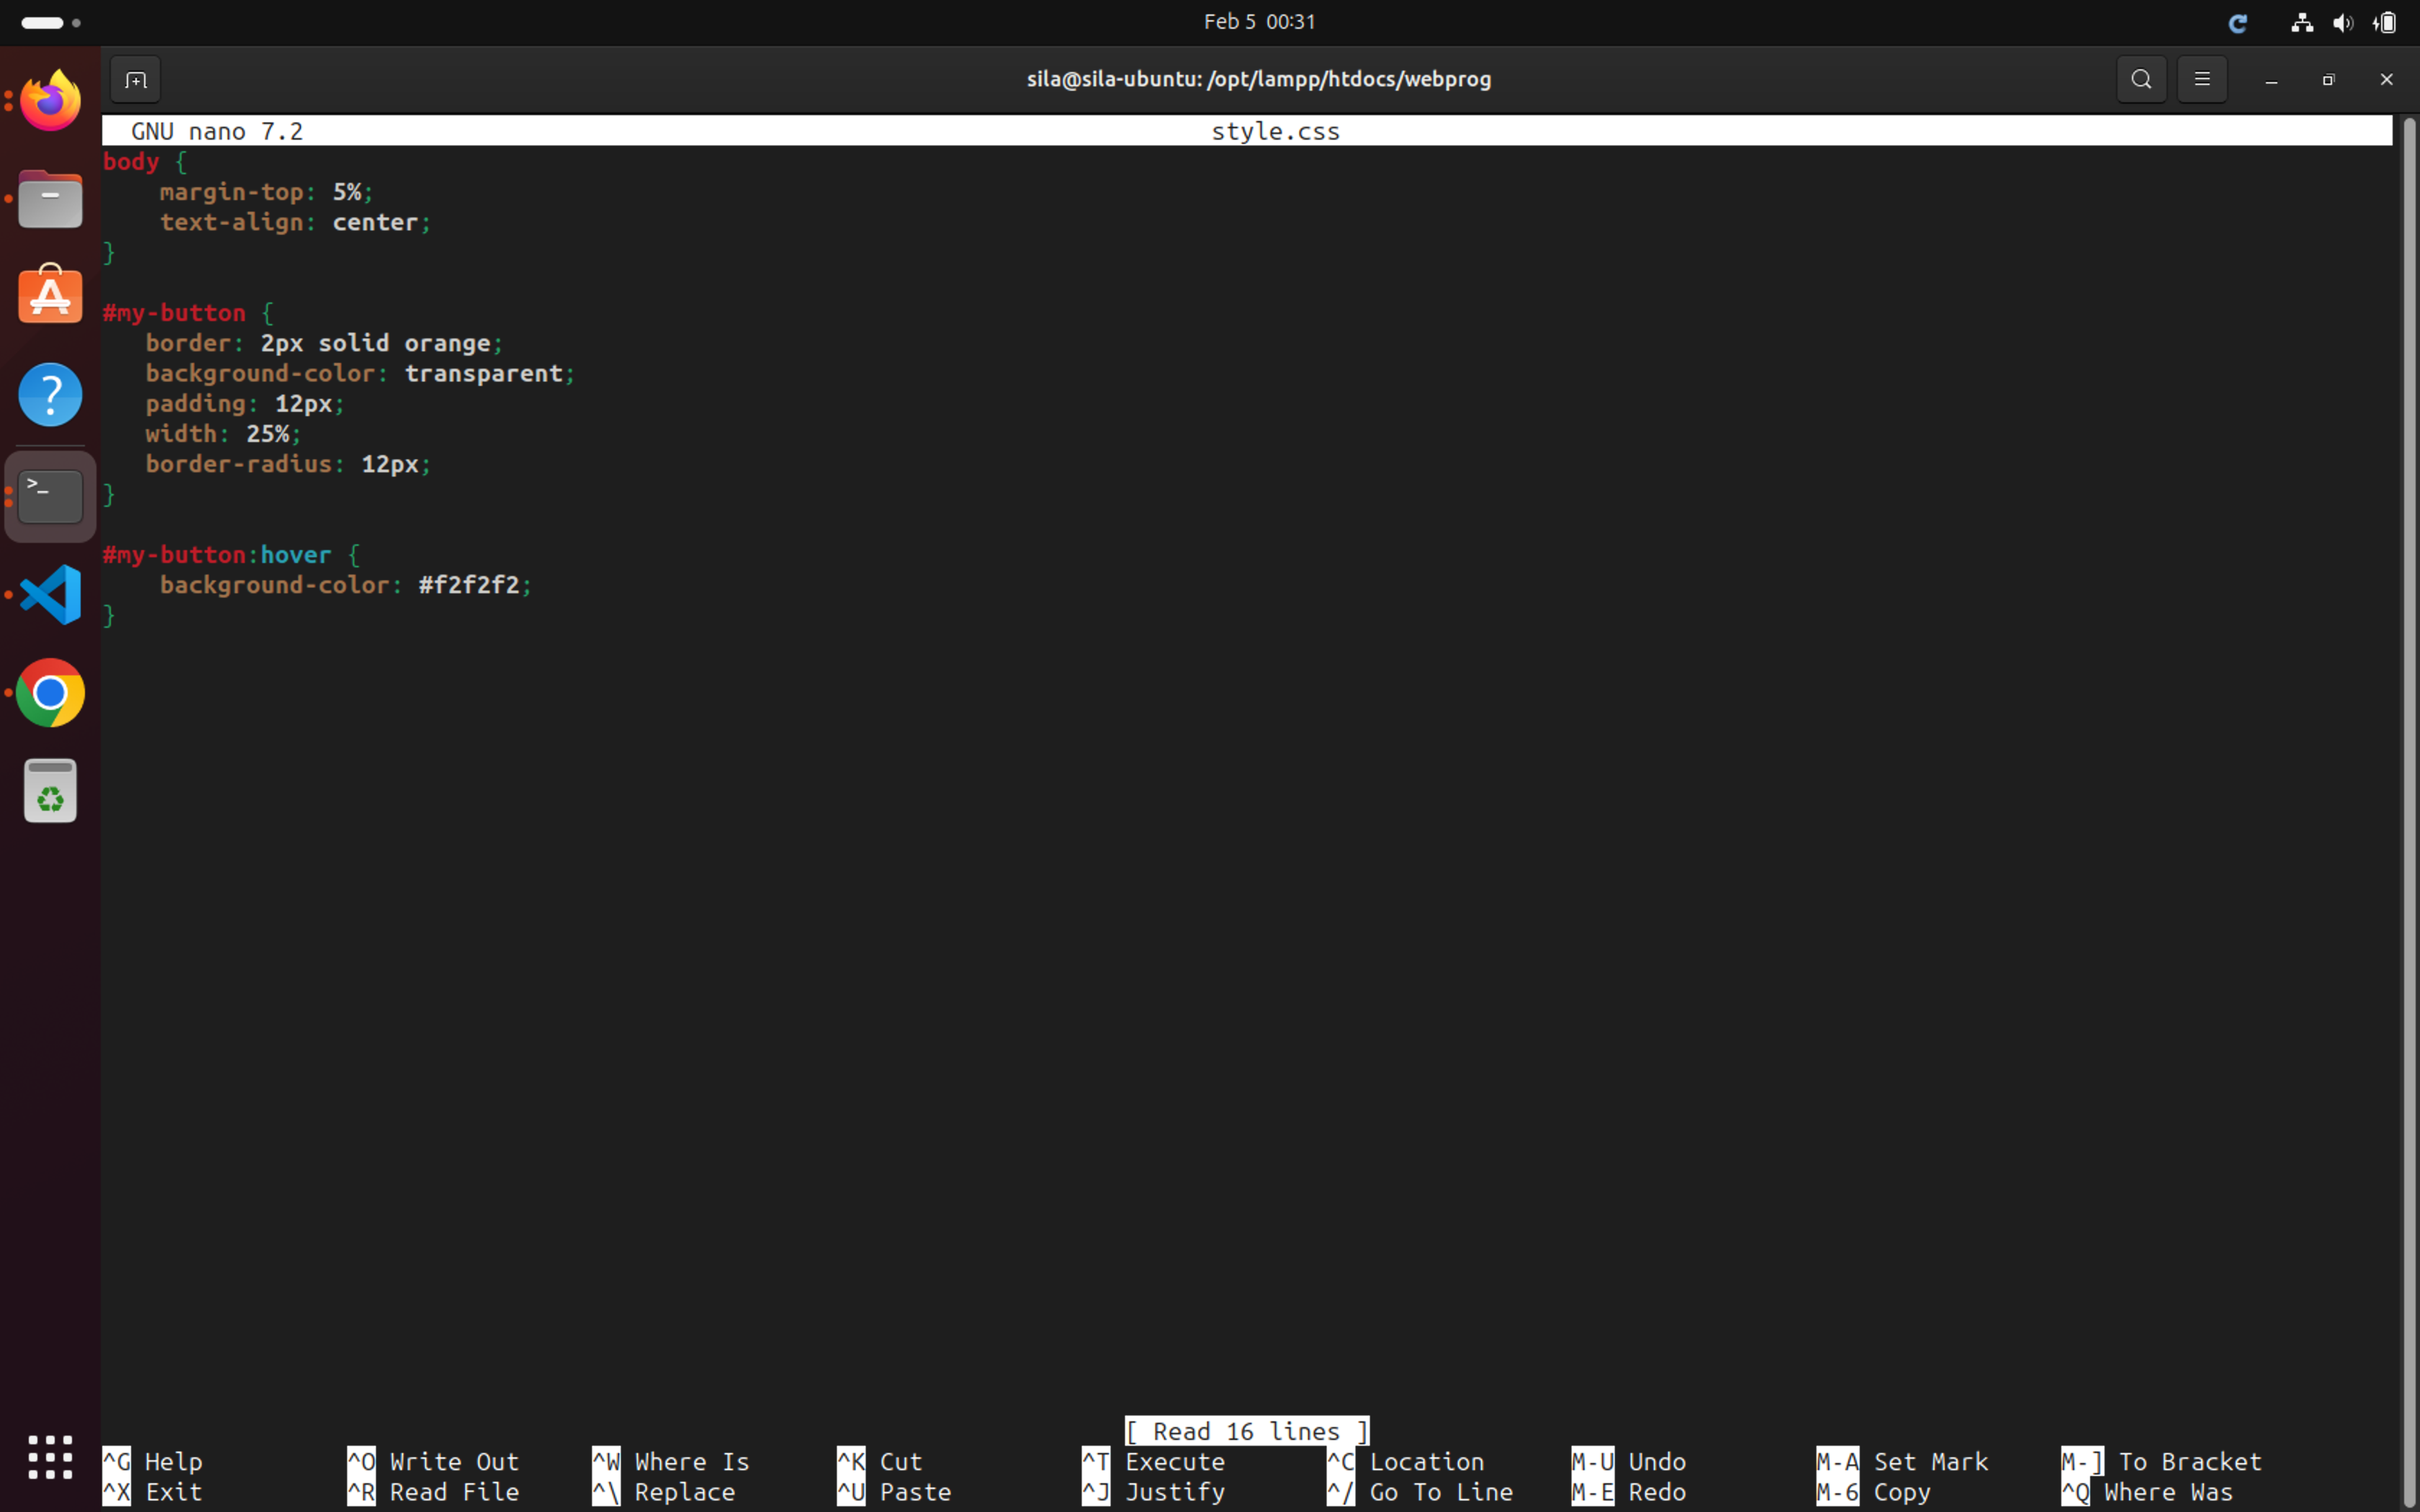 Feb 5 00:31
sila@sila-ubuntu: /opt/lampp/htdocs/webprog
GNU nano 7.2 style.css
body {
    margin-top: 5%;
    text-align: center;
}

#my-button {
   border: 2px solid orange;
   background-color: transparent;
   padding: 12px;
   width: 25%;
   border-radius: 12px;
}

#my-button:hover {
    background-color: #f2f2f2;
}
[ Read 16 lines ]
^G Help ^O Write Out ^W Where Is ^K Cut ^T Execute ^C Location M-U Undo M-A Set Mark M-] To Bracket
^X Exit ^R Read File ^\ Replace ^U Paste ^J Justify ^/ Go To Line M-E Redo M-6 Copy ^Q Where Was